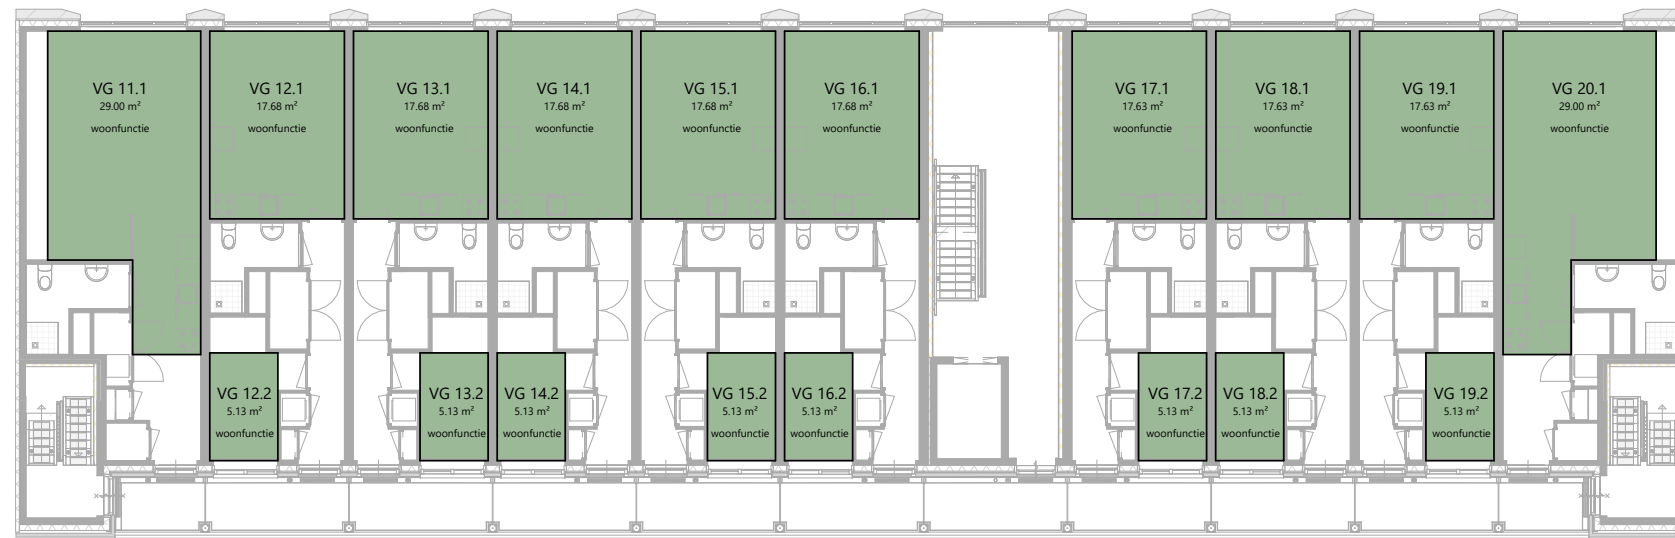 VG 11.1
29.00 m²
woonfunctie
VG 12.1
17.68 m²
woonfunctie
VG 13.1
17.68 m²
woonfunctie
VG 14.1
17.68 m²
woonfunctie
VG 15.1
17.68 m²
woonfunctie
VG 16.1
17.68 m²
woonfunctie
VG 17.1
17.63 m²
woonfunctie
VG 18.1
17.63 m²
woonfunctie
VG 19.1
17.63 m²
woonfunctie
VG 20.1
29.00 m²
woonfunctie
VG 12.2
5.13 m²
woonfunctie
VG 13.2
5.13 m²
woonfunctie
VG 14.2
5.13 m²
woonfunctie
VG 15.2
5.13 m²
woonfunctie
VG 16.2
5.13 m²
woonfunctie
VG 17.2
5.13 m²
woonfunctie
VG 18.2
5.13 m²
woonfunctie
VG 19.2
5.13 m²
woonfunctie